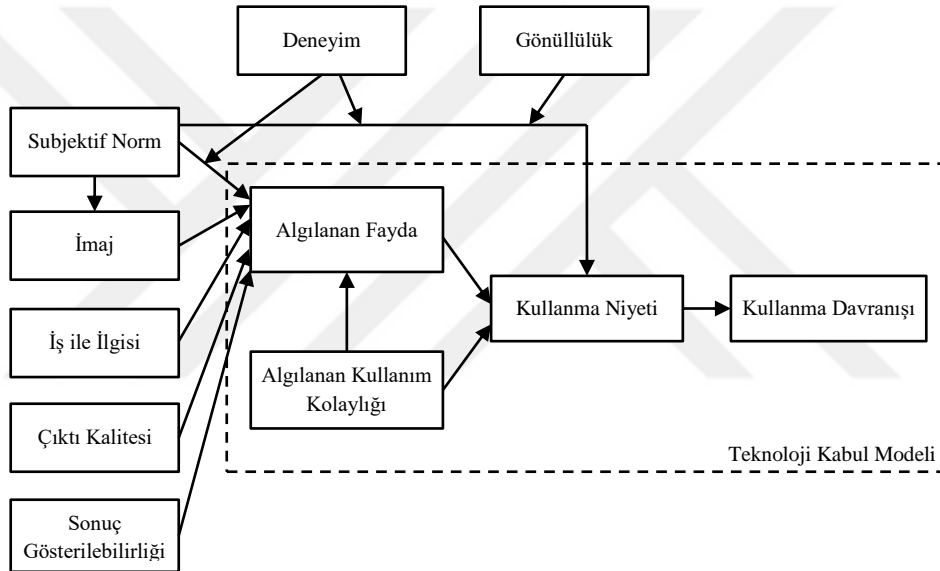 Deneyim
Gönüllülük
Subjektif Norm
İmaj
Algılanan Fayda
İş ile İlgisi
Kullanma Niyeti
Kullanma Davranışı
Algılanan Kullanım
Kolaylığı
Çıktı Kalitesi
Teknoloji Kabul Modeli
Sonuç
Gösterilebilirliği